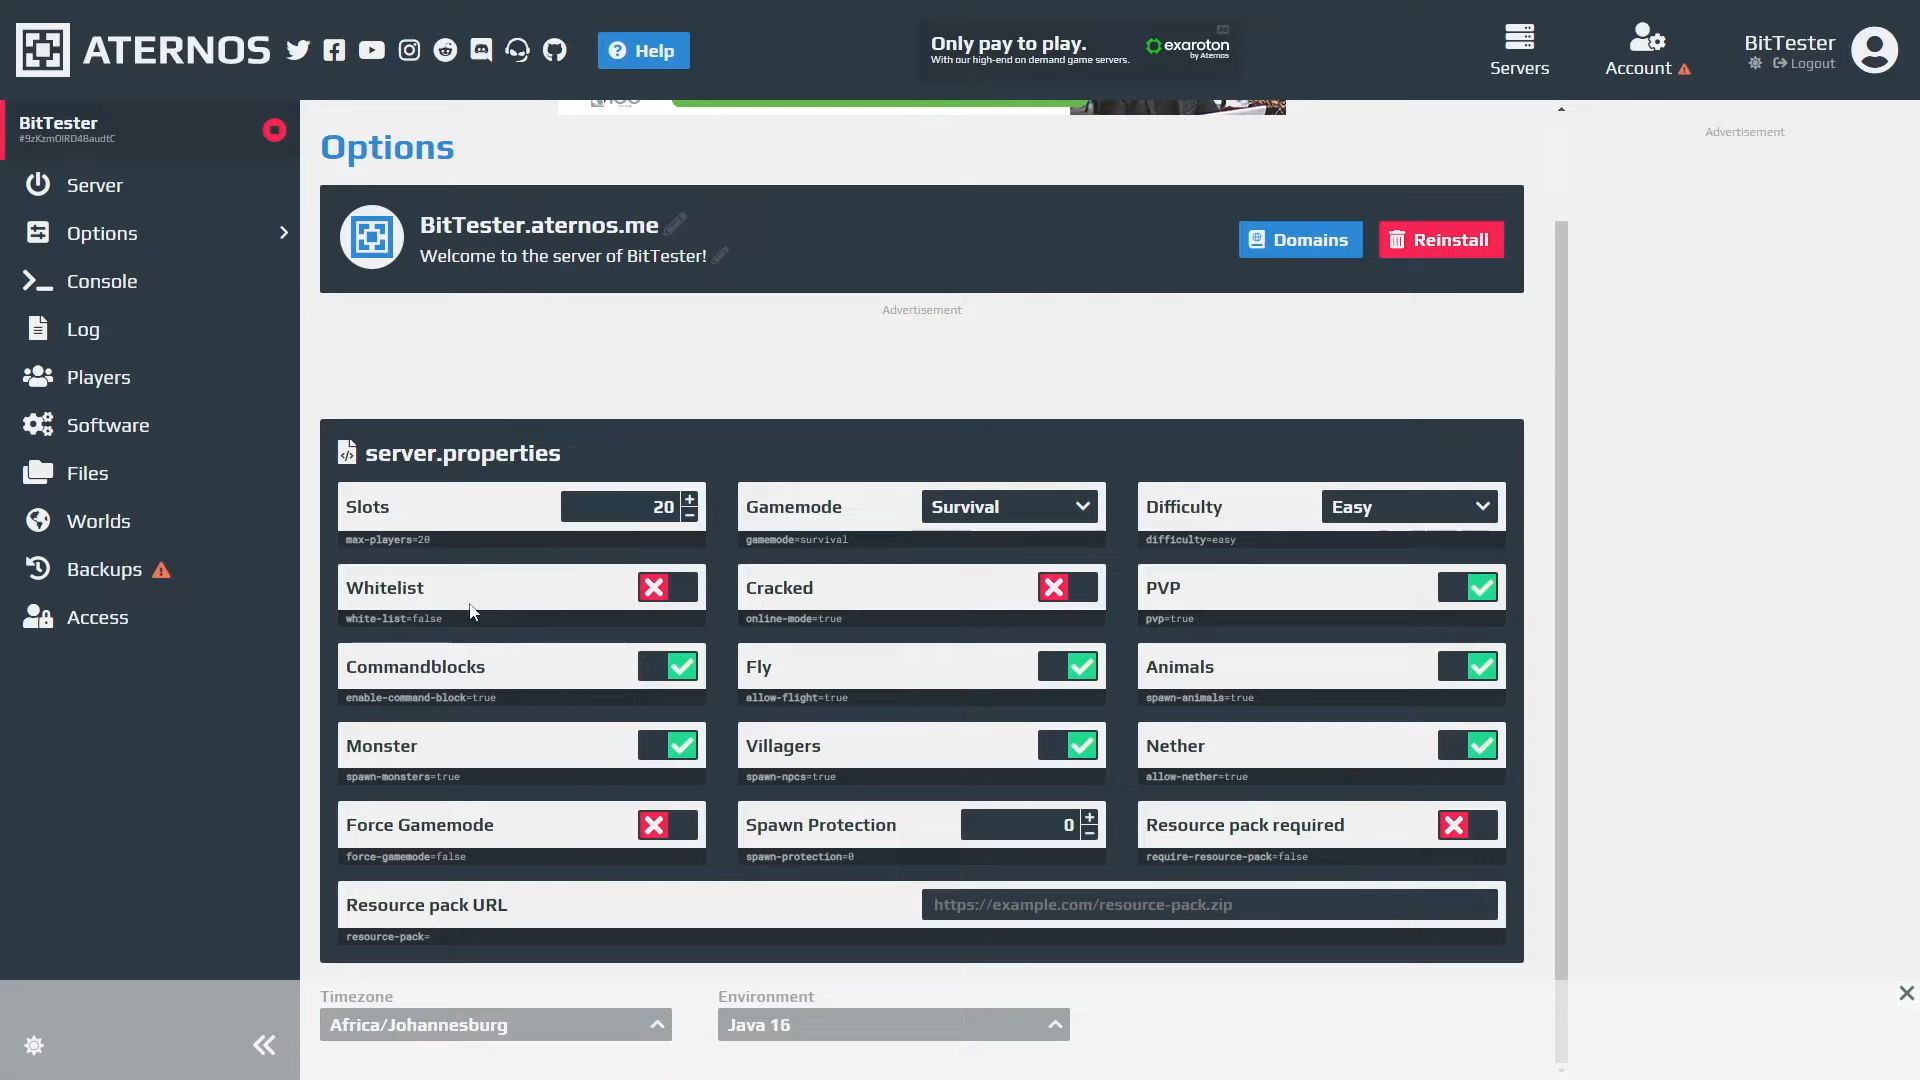 ATERNOS
Help
Only pay to play.
With our high-end on demand game servers.
exaroton
by Aternos
Ad
Servers
Account
BitTester
Logout
BitTester
Server
Options
Console
Log
Players
Software
Files
Worlds
Backups
Access
Advertisement
Options
BitTester.aternos.me
Welcome to the server of BitTester!
Domains
Reinstall
Advertisement
server.properties
Slots 20
max-players=20
Gamemode Survival
gamemode=survival
Difficulty Easy
difficulty=easy
Whitelist
white-list=false
Cracked
online-mode=true
PVP
pvp=true
Commandblocks
enable-command-block=true
Fly
allow-flight=true
Animals
spawn-animals=true
Monster
spawn-monsters=true
Villagers
spawn-npcs=true
Nether
allow-nether=true
Force Gamemode
force-gamemode=false
Spawn Protection 0
spawn-protection=0
Resource pack required
require-resource-pack=false
Resource pack URL https://example.com/resource-pack.zip
resource-pack=
Timezone
Africa/Johannesburg
Environment
Java 16